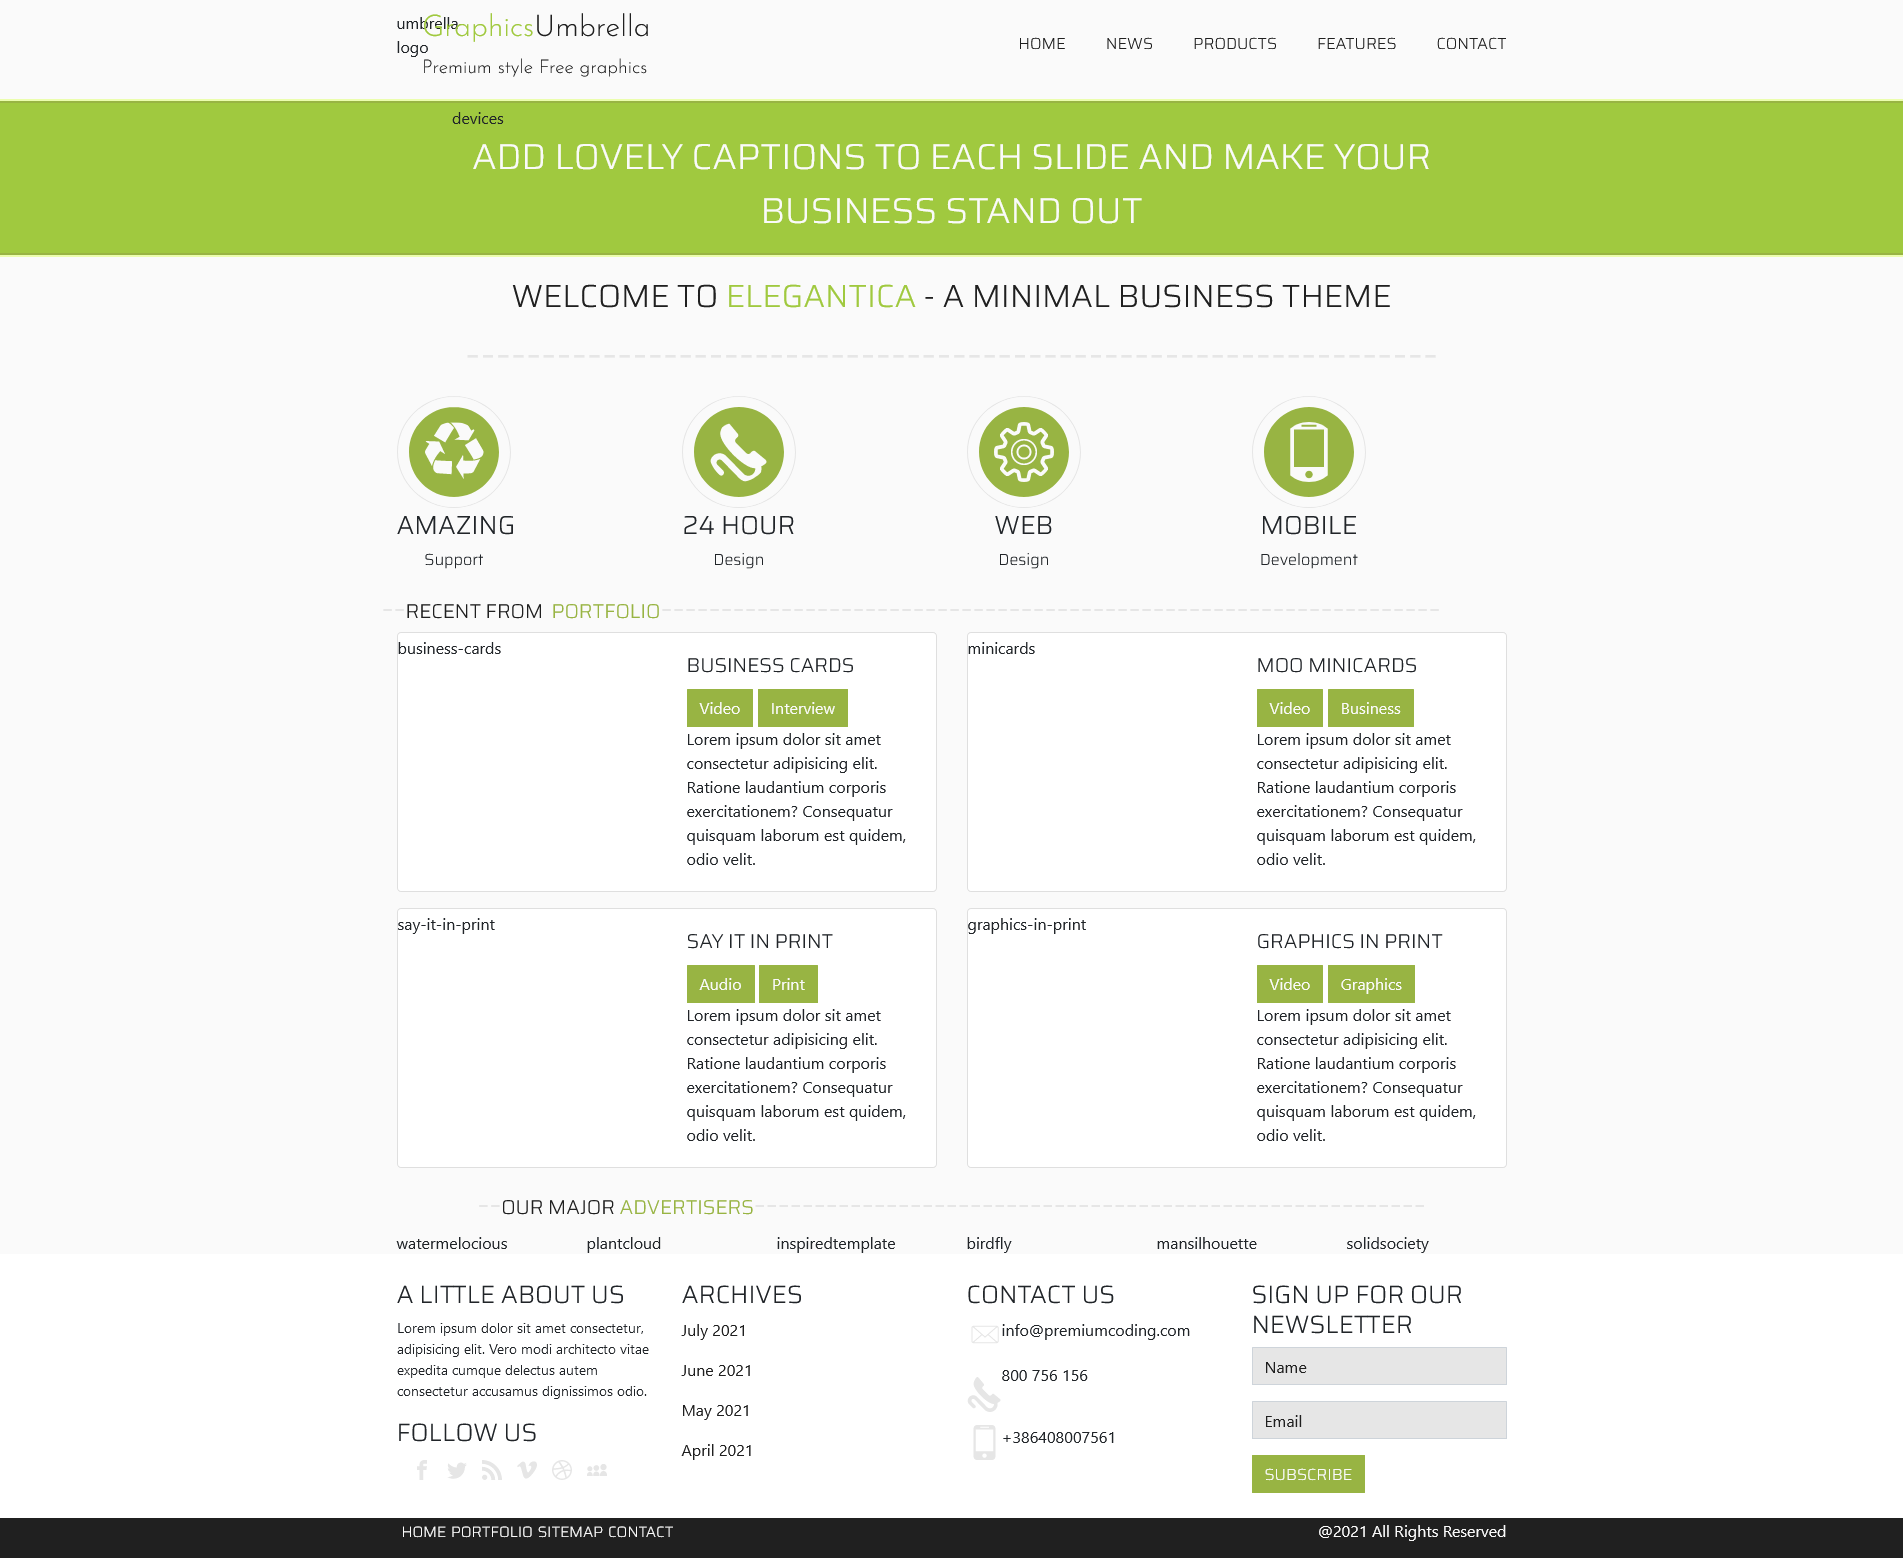 umbrella
logo
GraphicsUmbrella
Premium style Free graphics
HOME NEWS PRODUCTS FEATURES CONTACT
devices
ADD LOVELY CAPTIONS TO EACH SLIDE AND MAKE YOUR
BUSINESS STAND OUT
WELCOME TO ELEGANTICA - A MINIMAL BUSINESS THEME
AMAZING
Support
24 HOUR
Design
WEB
Design
MOBILE
Development
RECENT FROM PORTFOLIO
business-cards
BUSINESS CARDS
Video Interview
Lorem ipsum dolor sit amet
consectetur adipisicing elit.
Ratione laudantium corporis
exercitationem? Consequatur
quisquam laborum est quidem,
odio velit.
minicards
MOO MINICARDS
Video Business
Lorem ipsum dolor sit amet
consectetur adipisicing elit.
Ratione laudantium corporis
exercitationem? Consequatur
quisquam laborum est quidem,
odio velit.
say-it-in-print
SAY IT IN PRINT
Audio Print
Lorem ipsum dolor sit amet
consectetur adipisicing elit.
Ratione laudantium corporis
exercitationem? Consequatur
quisquam laborum est quidem,
odio velit.
graphics-in-print
GRAPHICS IN PRINT
Video Graphics
Lorem ipsum dolor sit amet
consectetur adipisicing elit.
Ratione laudantium corporis
exercitationem? Consequatur
quisquam laborum est quidem,
odio velit.
OUR MAJOR ADVERTISERS
watermelocious plantcloud inspiredtemplate birdfly mansilhouette solidsociety
A LITTLE ABOUT US
Lorem ipsum dolor sit amet consectetur,
adipisicing elit. Vero modi architecto vitae
expedita cumque delectus autem
consectetur accusamus dignissimos odio.
FOLLOW US
ARCHIVES
July 2021
June 2021
May 2021
April 2021
CONTACT US
info@premiumcoding.com
800 756 156
+386408007561
SIGN UP FOR OUR
NEWSLETTER
Name
Email
SUBSCRIBE
HOME PORTFOLIO SITEMAP CONTACT
@2021 All Rights Reserved